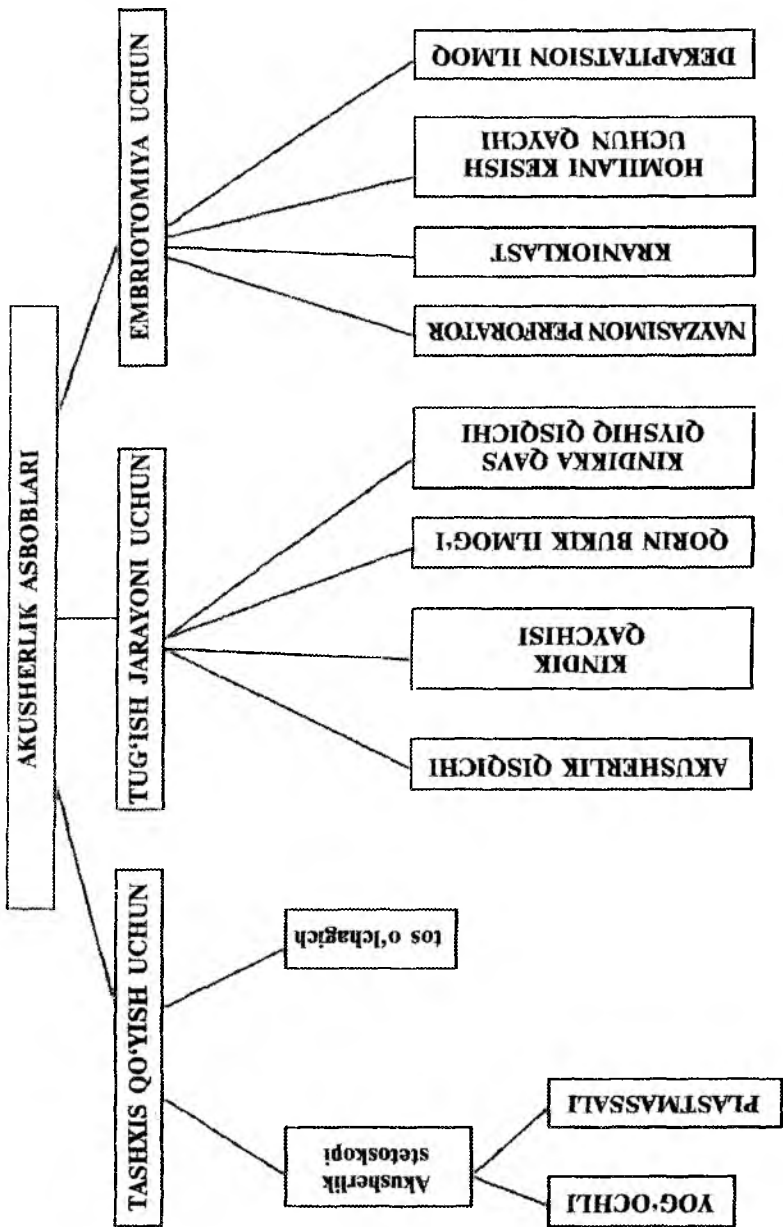 AKUSHERLIK ASBOBLARI
TASHXIS QO‘YISH UCHUN
TUG‘ISH JARAYONI UCHUN
EMBRIOTOMIYA UCHUN
Akusherlik
stetoskopi
tos o‘lchagich
YOG‘OCHLI
PLASTMASSALI
AKUSHERLIK QISQICHI
KINDIK
QAYCHISI
QORIN BUKIK ILMOG‘I
KINDIKKA QAVS
QIYSHIQ QISQICHI
NAYZASIMON PERFORATOR
KRANIOKLAST
HOMILANI KESISH
UCHUN QAYCHI
DEKAPITATSION ILMOQ